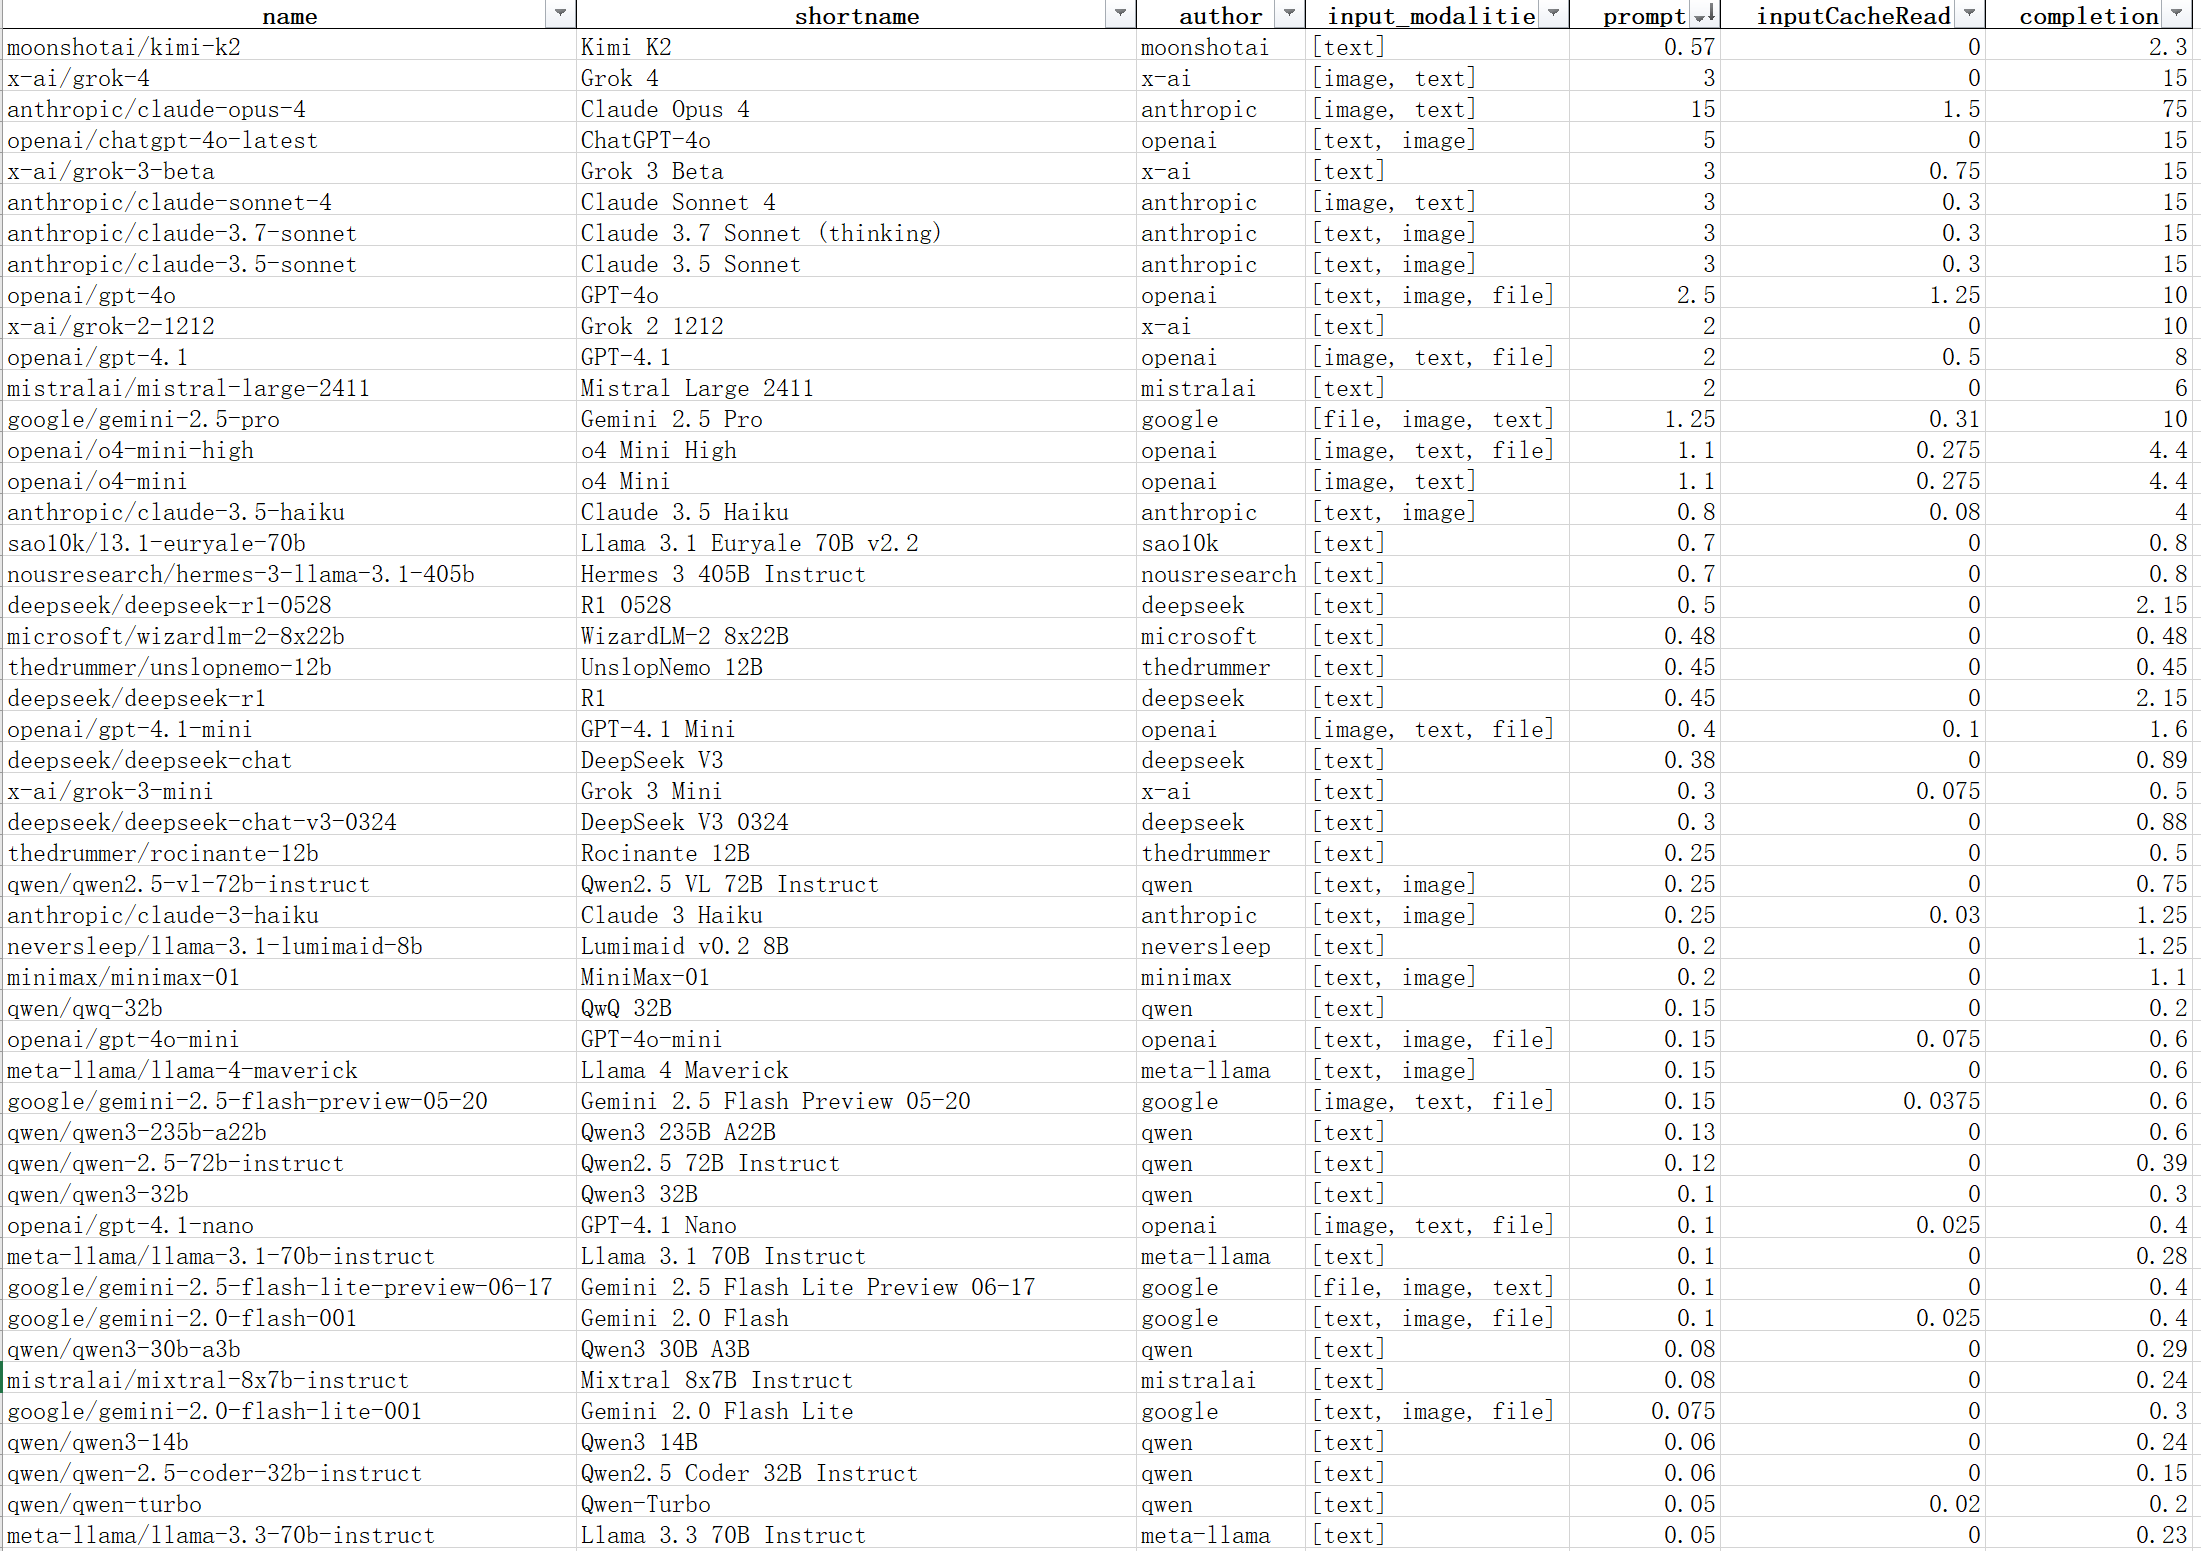 name shortname author input_modalitie prompt inputCacheRead completion
moonshotai/kimi-k2 Kimi K2 moonshotai [text] 0.57 0 2.3
x-ai/grok-4 Grok 4 x-ai [image, text] 3 0 15
anthropic/claude-opus-4 Claude Opus 4 anthropic [image, text] 15 1.5 75
openai/chatgpt-4o-latest ChatGPT-4o openai [text, image] 5 0 15
x-ai/grok-3-beta Grok 3 Beta x-ai [text] 3 0.75 15
anthropic/claude-sonnet-4 Claude Sonnet 4 anthropic [image, text] 3 0.3 15
anthropic/claude-3.7-sonnet Claude 3.7 Sonnet (thinking) anthropic [text, image] 3 0.3 15
anthropic/claude-3.5-sonnet Claude 3.5 Sonnet anthropic [text, image] 3 0.3 15
openai/gpt-4o GPT-4o openai [text, image, file] 2.5 1.25 10
x-ai/grok-2-1212 Grok 2 1212 x-ai [text] 2 0 10
openai/gpt-4.1 GPT-4.1 openai [image, text, file] 2 0.5 8
mistralai/mistral-large-2411 Mistral Large 2411 mistralai [text] 2 0 6
google/gemini-2.5-pro Gemini 2.5 Pro google [file, image, text] 1.25 0.31 10
openai/o4-mini-high o4 Mini High openai [image, text, file] 1.1 0.275 4.4
openai/o4-mini o4 Mini openai [image, text] 1.1 0.275 4.4
anthropic/claude-3.5-haiku Claude 3.5 Haiku anthropic [text, image] 0.8 0.08 4
sao10k/l3.1-euryale-70b Llama 3.1 Euryale 70B v2.2 sao10k [text] 0.7 0 0.8
nousresearch/hermes-3-llama-3.1-405b Hermes 3 405B Instruct nousresearch [text] 0.7 0 0.8
deepseek/deepseek-r1-0528 R1 0528 deepseek [text] 0.5 0 2.15
microsoft/wizardlm-2-8x22b WizardLM-2 8x22B microsoft [text] 0.48 0 0.48
thedrummer/unslopnemo-12b UnslopNemo 12B thedrummer [text] 0.45 0 0.45
deepseek/deepseek-r1 R1 deepseek [text] 0.45 0 2.15
openai/gpt-4.1-mini GPT-4.1 Mini openai [image, text, file] 0.4 0.1 1.6
deepseek/deepseek-chat DeepSeek V3 deepseek [text] 0.38 0 0.89
x-ai/grok-3-mini Grok 3 Mini x-ai [text] 0.3 0.075 0.5
deepseek/deepseek-chat-v3-0324 DeepSeek V3 0324 deepseek [text] 0.3 0 0.88
thedrummer/rocinante-12b Rocinante 12B thedrummer [text] 0.25 0 0.5
qwen/qwen2.5-vl-72b-instruct Qwen2.5 VL 72B Instruct qwen [text, image] 0.25 0 0.75
anthropic/claude-3-haiku Claude 3 Haiku anthropic [text, image] 0.25 0.03 1.25
neversleep/llama-3.1-lumimaid-8b Lumimaid v0.2 8B neversleep [text] 0.2 0 1.25
minimax/minimax-01 MiniMax-01 minimax [text, image] 0.2 0 1.1
qwen/qwq-32b QwQ 32B qwen [text] 0.15 0 0.2
openai/gpt-4o-mini GPT-4o-mini openai [text, image, file] 0.15 0.075 0.6
meta-llama/llama-4-maverick Llama 4 Maverick meta-llama [text, image] 0.15 0 0.6
google/gemini-2.5-flash-preview-05-20 Gemini 2.5 Flash Preview 05-20 google [image, text, file] 0.15 0.0375 0.6
qwen/qwen3-235b-a22b Qwen3 235B A22B qwen [text] 0.13 0 0.6
qwen/qwen-2.5-72b-instruct Qwen2.5 72B Instruct qwen [text] 0.12 0 0.39
qwen/qwen3-32b Qwen3 32B qwen [text] 0.1 0 0.3
openai/gpt-4.1-nano GPT-4.1 Nano openai [image, text, file] 0.1 0.025 0.4
meta-llama/llama-3.1-70b-instruct Llama 3.1 70B Instruct meta-llama [text] 0.1 0 0.28
google/gemini-2.5-flash-lite-preview-06-17 Gemini 2.5 Flash Lite Preview 06-17 google [file, image, text] 0.1 0 0.4
google/gemini-2.0-flash-001 Gemini 2.0 Flash google [text, image, file] 0.1 0.025 0.4
qwen/qwen3-30b-a3b Qwen3 30B A3B qwen [text] 0.08 0 0.29
mistralai/mixtral-8x7b-instruct Mixtral 8x7B Instruct mistralai [text] 0.08 0 0.24
google/gemini-2.0-flash-lite-001 Gemini 2.0 Flash Lite google [text, image, file] 0.075 0 0.3
qwen/qwen3-14b Qwen3 14B qwen [text] 0.06 0 0.24
qwen/qwen-2.5-coder-32b-instruct Qwen2.5 Coder 32B Instruct qwen [text] 0.06 0 0.15
qwen/qwen-turbo Qwen-Turbo qwen [text] 0.05 0.02 0.2
meta-llama/llama-3.3-70b-instruct Llama 3.3 70B Instruct meta-llama [text] 0.05 0 0.23